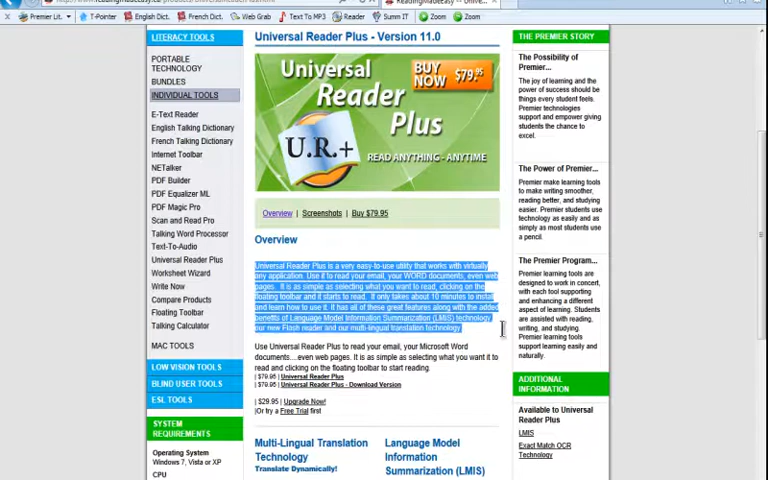 Premier Lit.
T-Pointer
English Dict.
French Dict.
Web Grab
Text To MP3
Reader
Summ IT
Zoom
Zoom
LITERACY TOOLS
PORTABLE
TECHNOLOGY
BUNDLES
INDIVIDUAL TOOLS
E-Text Reader
English Talking Dictionary
French Talking Dictionary
Internet Toolbar
NETalker
PDF Builder
PDF Equalizer ML
PDF Magic Pro
Scan and Read Pro
Talking Word Processor
Text-To-Audio
Universal Reader Plus
Worksheet Wizard
Write Now
Compare Products
Floating Toolbar
Talking Calculator
MAC TOOLS
LOW VISION TOOLS
BLIND USER TOOLS
ESL TOOLS
SYSTEM
REQUIREMENTS
Operating System
Windows 7, Vista or XP
CPU
Universal Reader Plus - Version 11.0
Universal
Reader
Plus
BUY
NOW
$79.95
U.R.+
READ ANYTHING - ANYTIME
Overview | Screenshots | Buy $79.95
Overview
Universal Reader Plus is a very easy-to-use utility that works with virtually
any application. Use it to read your email, your WORD documents, even web
pages. It is as simple as selecting what you want to read, clicking on the
floating toolbar and it starts to read. It only takes about 10 minutes to install
and learn how to use it. It has all of these great features along with the added
benefits of Language Model Information Summarization (LMIS) technology,
our new Flash reader and our multi-lingual translation technology.
Use Universal Reader Plus to read your email, your Microsoft Word
documents....even web pages. It is as simple as selecting what you want it to
read and clicking on the floating toolbar to start reading.
| $79.95 | Universal Reader Plus
| $79.95 | Universal Reader Plus - Download Version
| $29.95 | Upgrade Now!
|Or try a Free Trial first
Multi-Lingual Translation
Technology
Translate Dynamically!
Language Model
Information
Summarization (LMIS)
THE PREMIER STORY
The Possibility of
Premier...
The joy of learning and the
power of success should be
things every student feels.
Premier technologies
support and empower giving
students the chance to
excel.
The Power of Premier...
Premier make learning tools
to make writing smoother,
reading better, and studying
easier. Premier students use
technology as easily and as
simply as most students use
a pencil.
The Premier Program...
Premier learning tools are
designed to work in concert,
with each tool supporting
and enhancing a different
aspect of learning. Students
are assisted with reading,
writing, and studying.
Premier learning tools
support learning easily and
naturally.
ADDITIONAL
INFORMATION
Available to Universal
Reader Plus
LMIS
Exact Match OCR
Technology